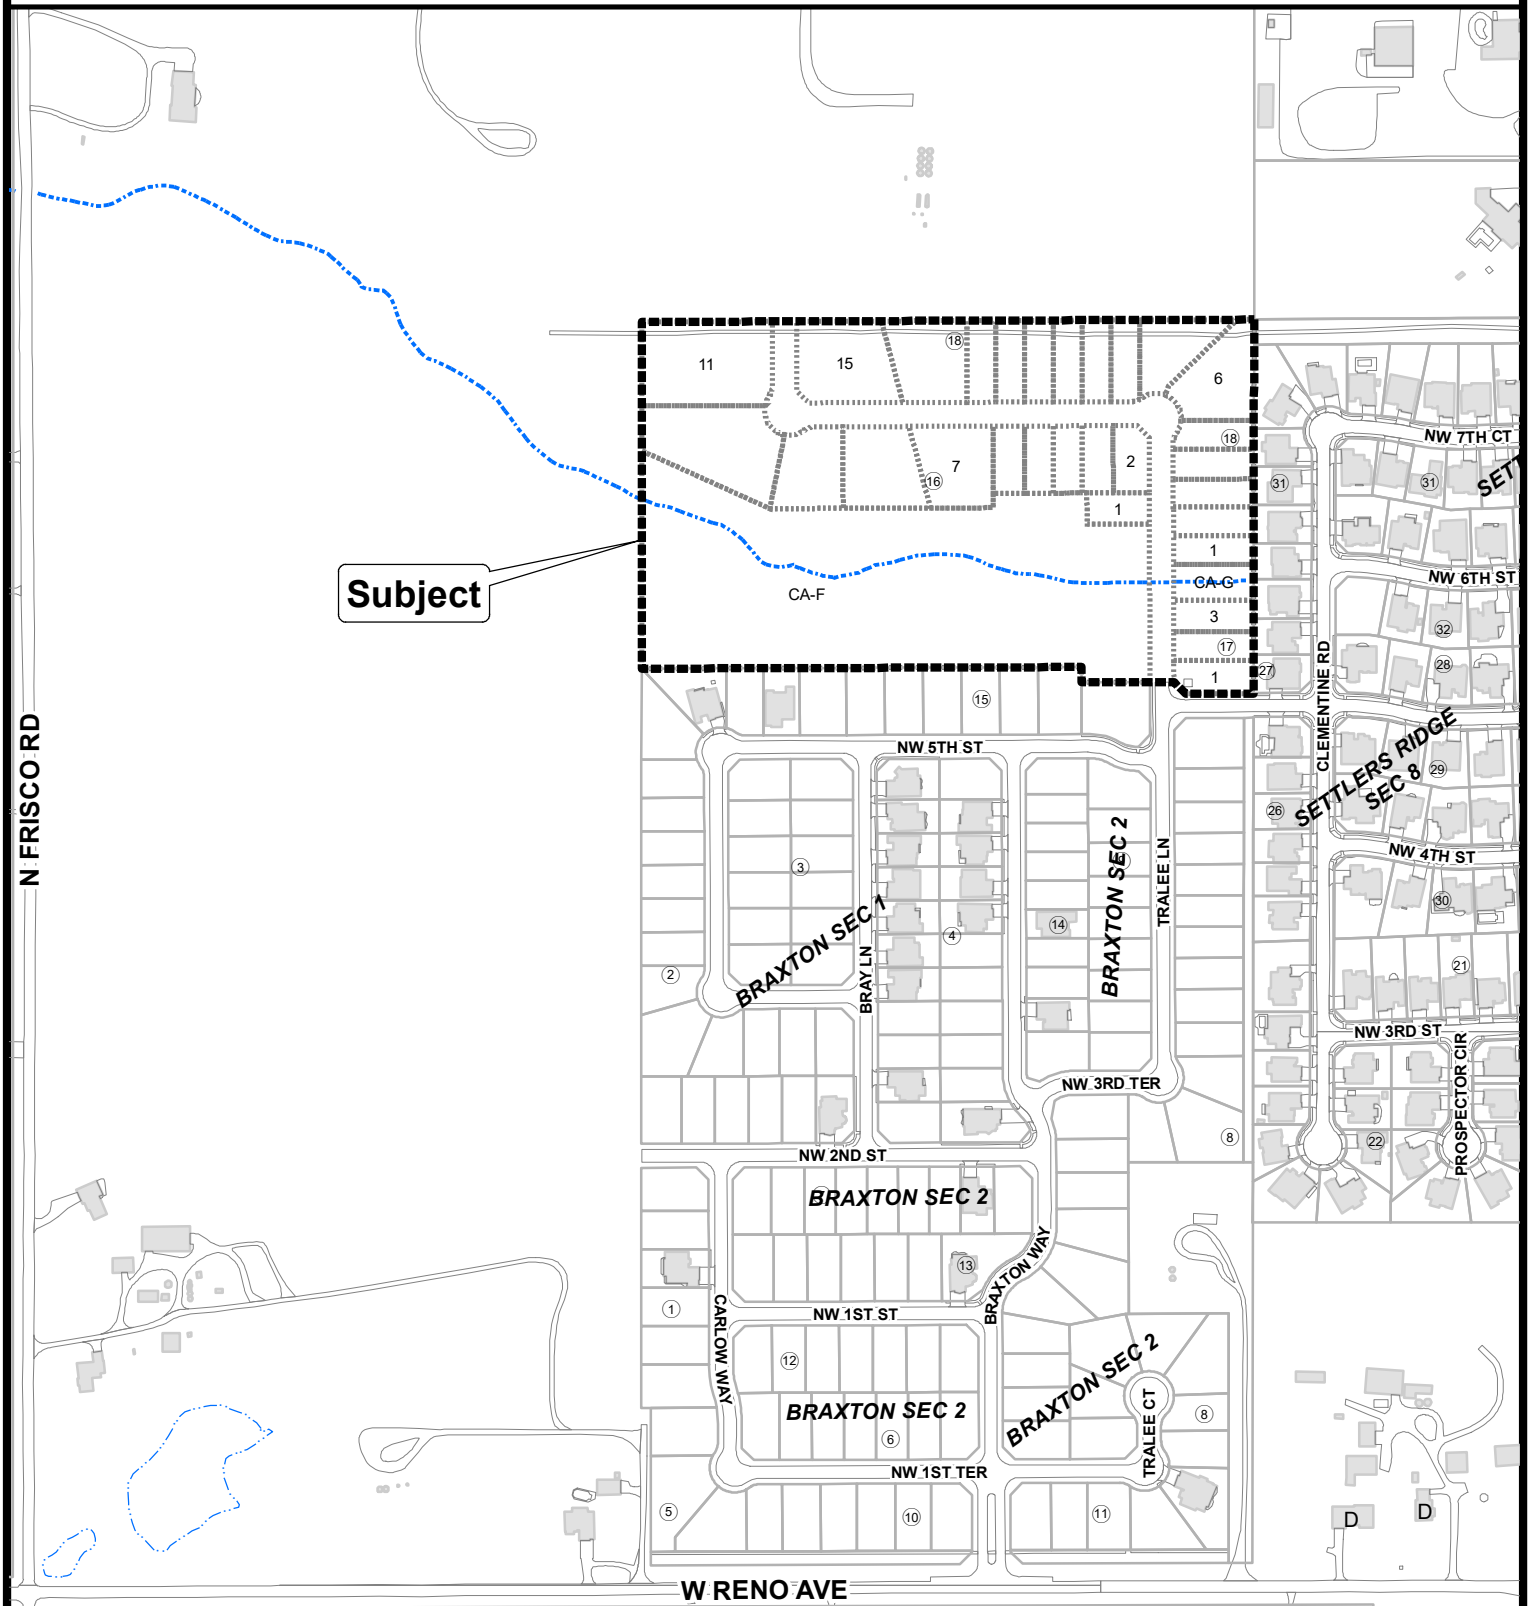 18
11
15
6
NW 7TH CT
18
7
2
16
31
31
1
1
NW 6TH ST
Subject
CA-F
CA-G
3
32
17
28
27
1
15
CLEMENTINE RD
NW 5TH ST
SETTLERS RIDGE
SEC 8
29
26
N FRISCO RD
3
NW 4TH ST
BRAXTON SEC 2
TRALEE LN
30
14
BRAXTON SEC 1
4
2
BRAY LN
21
NW 3RD ST
NW 3RD TER
PROSPECTOR CIR
8
22
NW 2ND ST
BRAXTON SEC 2
13
BRAXTON WAY
1
CARLOW WAY
NW 1ST ST
12
BRAXTON SEC 2
BRAXTON SEC 2
6
TRALEE CT
8
NW 1ST TER
5
10
11
D
D
W RENO AVE